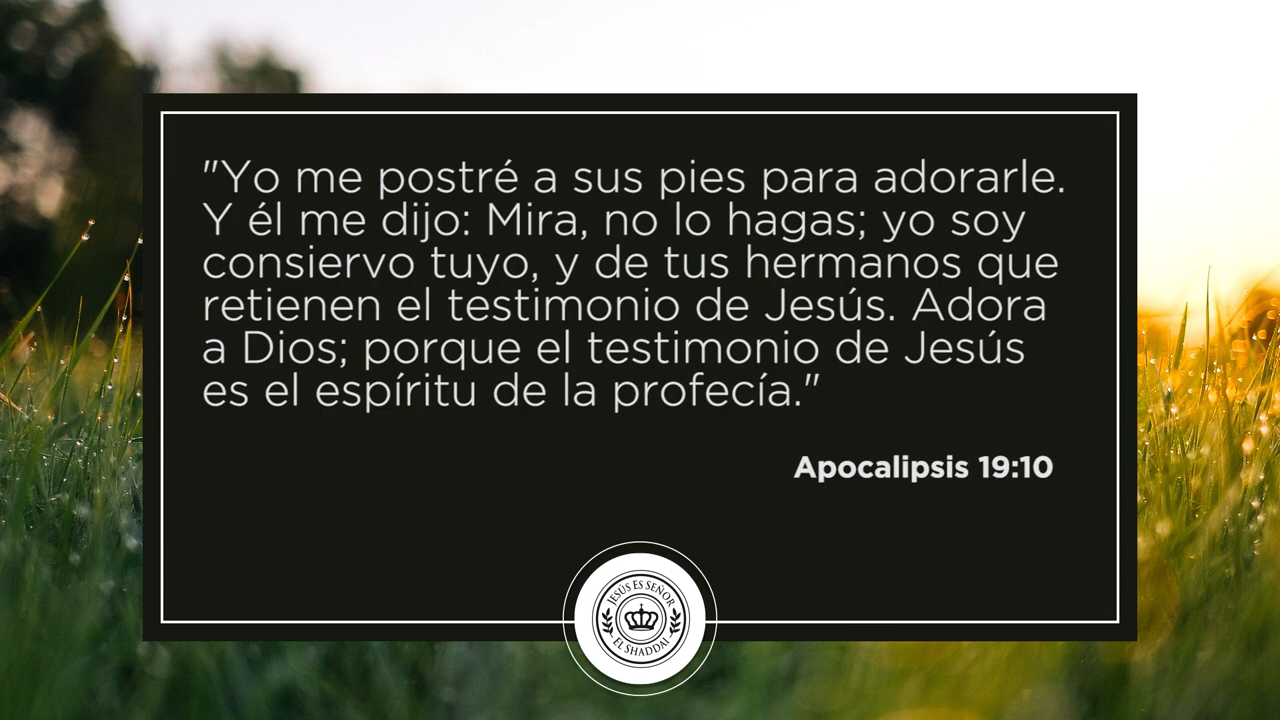 "Yo me postré a sus pies para adorarle.
Y él me dijo: Mira, no lo hagas; yo soy
consiervo tuyo, y de tus hermanos que
retienen el testimonio de Jesús. Adora
a Dios; porque el testimonio de Jesús
es el espíritu de la profecía."
Apocalipsis 19:10
JESÚS ES SEÑOR
EL SHADDAI